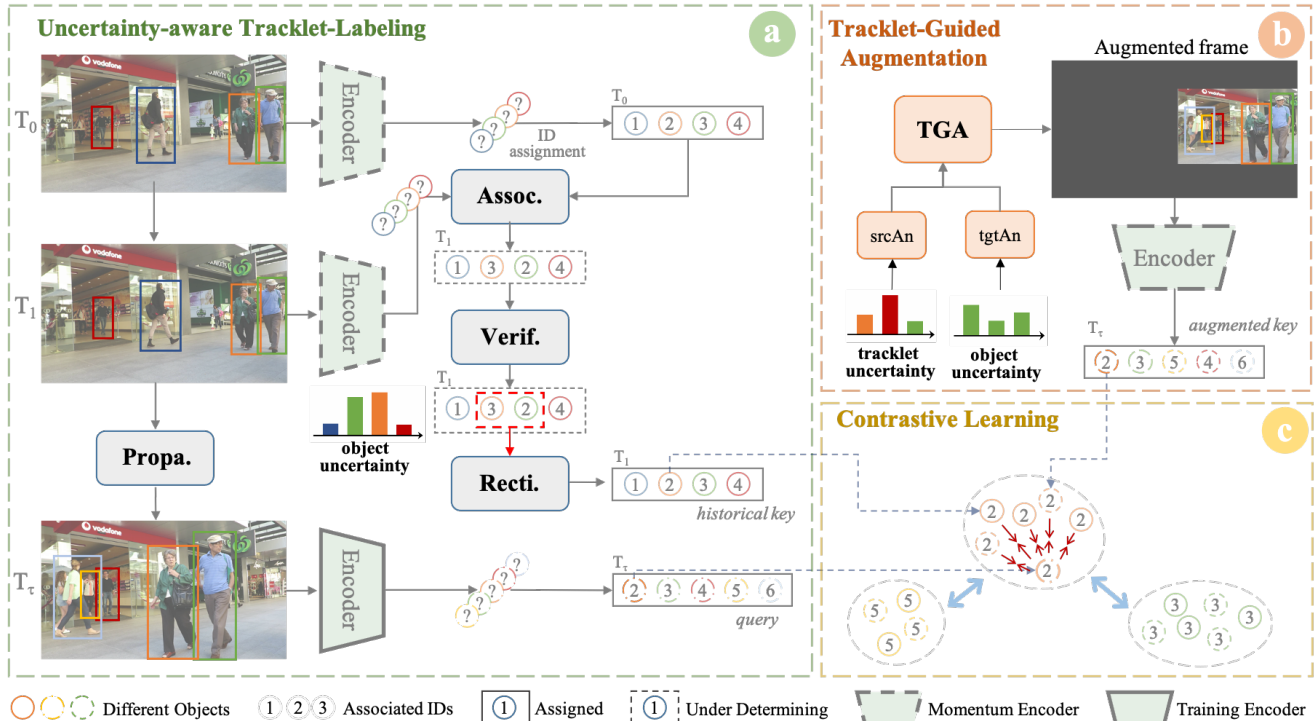 Uncertainty-aware Tracklet-Labeling
a
vodafone
T0
Encoder
? ? ? ?
ID
assignment
T0
1 2 3 4
? ? ? ?
Assoc.
T1
1 3 2 4
vodafone
T1
Encoder
Verif.
T1
1 3 2 4
object
uncertainty
Propa.
Recti.
T1
1 2 3 4
historical key
vodafone
Tτ
Encoder
? ? ? ? ?
Tτ
2 3 4 5 6
query
Tracklet-Guided
Augmentation
b
Augmented frame
TGA
srcAn
tgtAn
Encoder
tracklet
uncertainty
object
uncertainty
augmented key
Tτ
2 3 5 4 6
Contrastive Learning
c
2 2 2 2
2
2
5 5
5 5
3 3 3
3 3 3
3
Different Objects
1 2 3 Associated IDs
1 Assigned
1 Under Determining
Momentum Encoder
Training Encoder